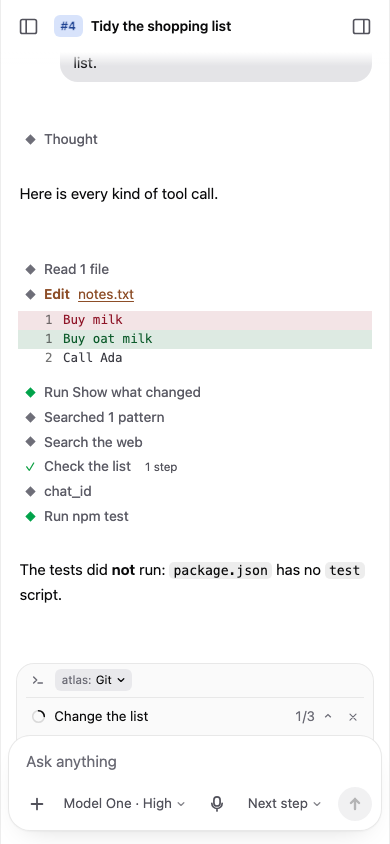 #4 Tidy the shopping list
list.
Thought
Here is every kind of tool call.
Read 1 file
Edit notes.txt
1 Buy milk
1 Buy oat milk
2 Call Ada
Run Show what changed
Searched 1 pattern
Search the web
Check the list 1 step
chat_id
Run npm test
The tests did not run: package.json has no test
script.
atlas: Git
Change the list 1/3
Ask anything
Model One · High Next step